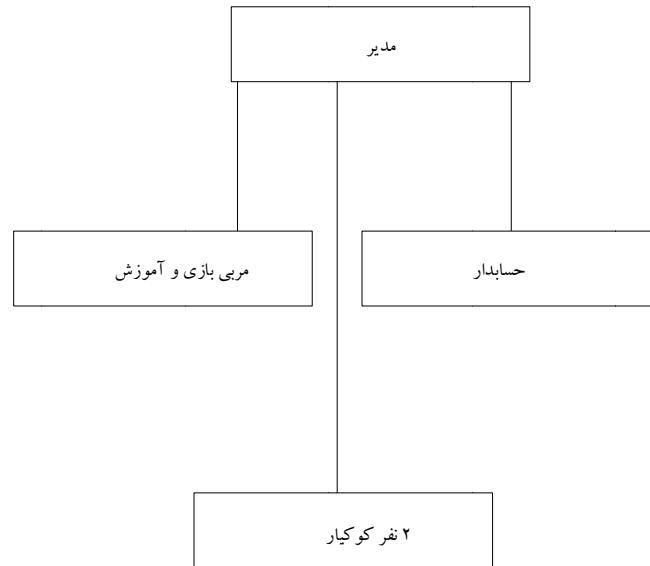 مدیر
حسابدار
مربی بازی و آموزش
۲ نفر کوکیار